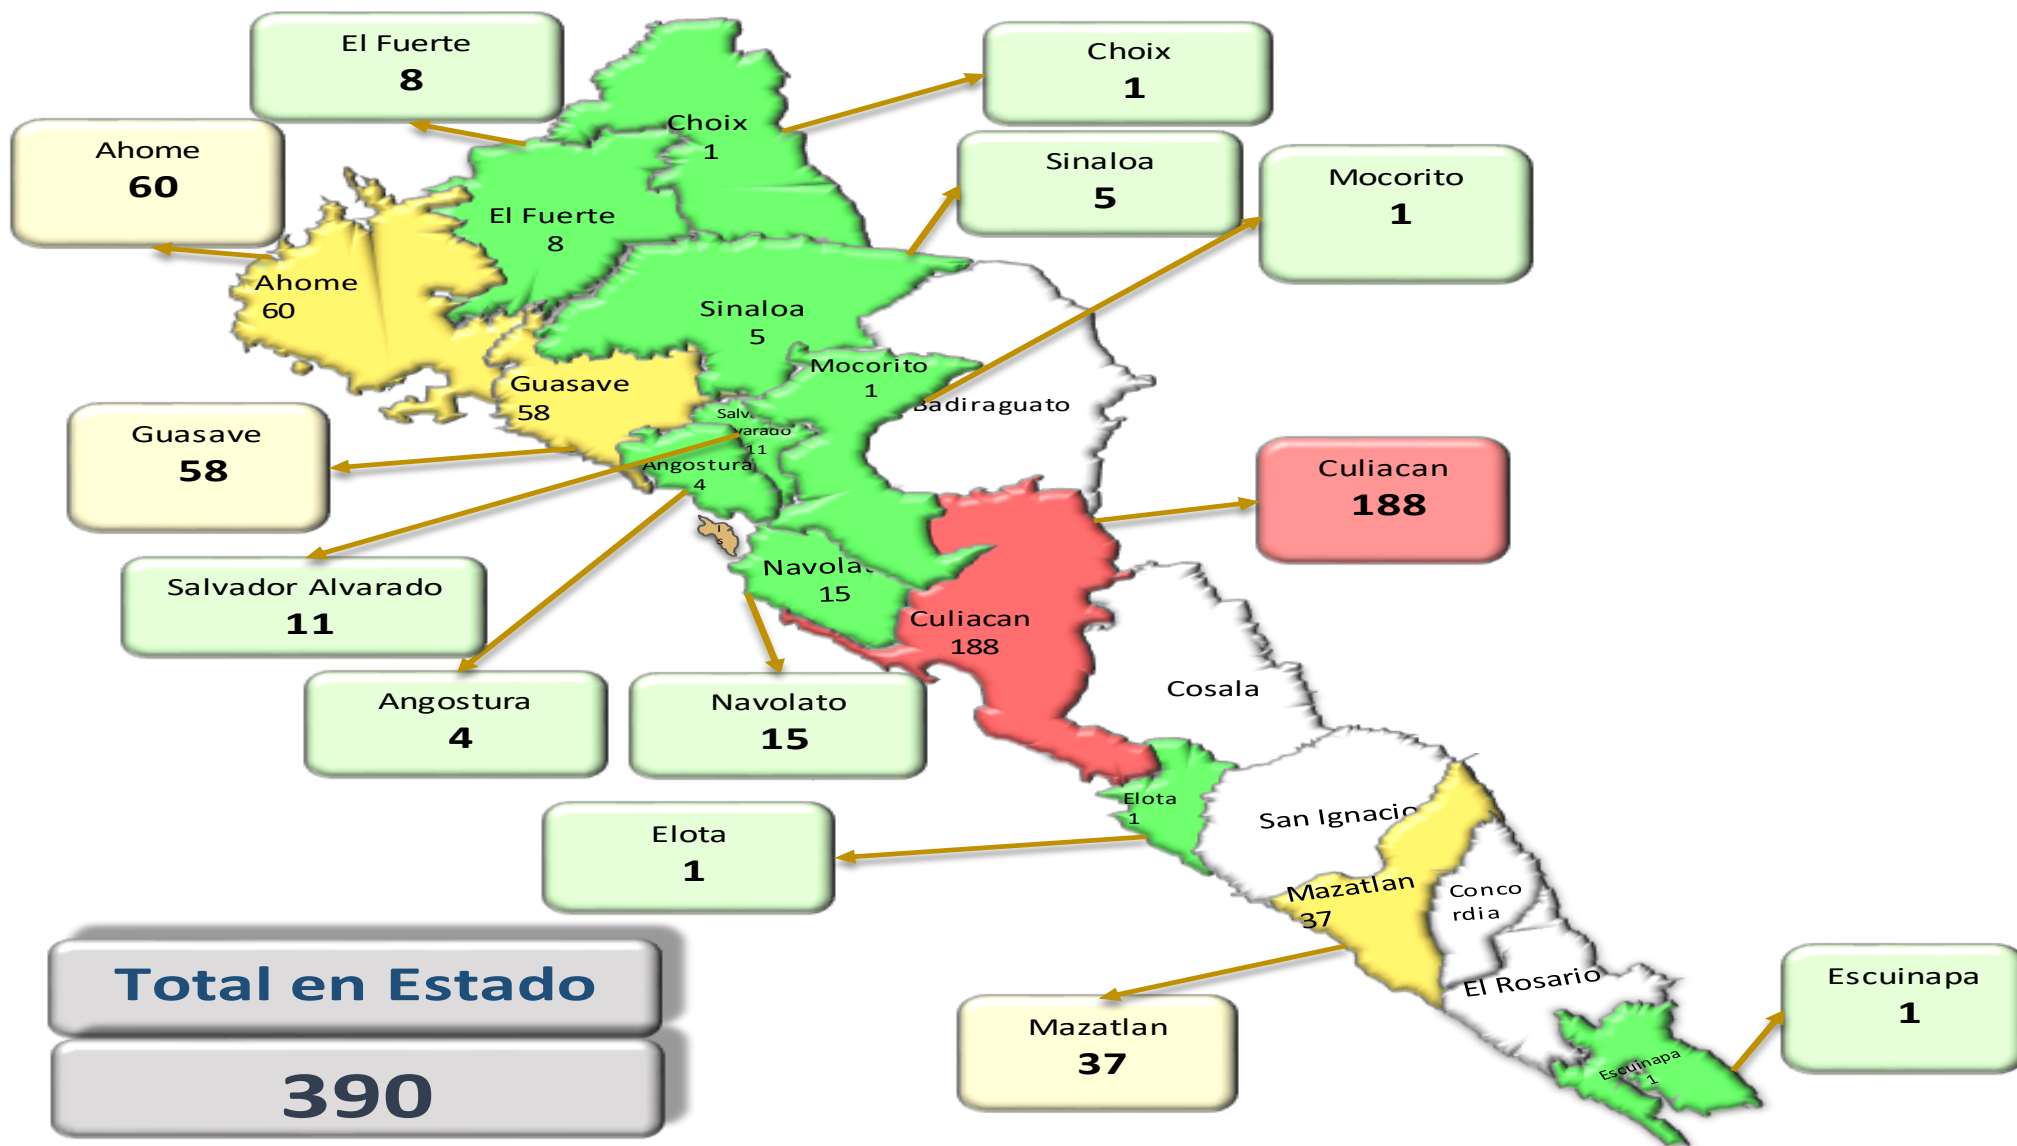 El Fuerte
8
Choix
1
Ahome
60
Sinaloa
5
Mocorito
1
Choix
1
El Fuerte
8
Ahome
60
Sinaloa
5
Mocorito
1
Guasave
58
Badiraguato
11
Angostura
4
Guasave
58
Culiacan
188
Salvador Alvarado
11
Navola
15
Culiacan
188
Angostura
4
Navolato
15
Cosala
Elota
1
San Ignacio
Elota
1
Mazatlan
37
Conco
rdia
El Rosario
Escuinapa
1
Mazatlan
37
Escuinapa
1
Total en Estado
390